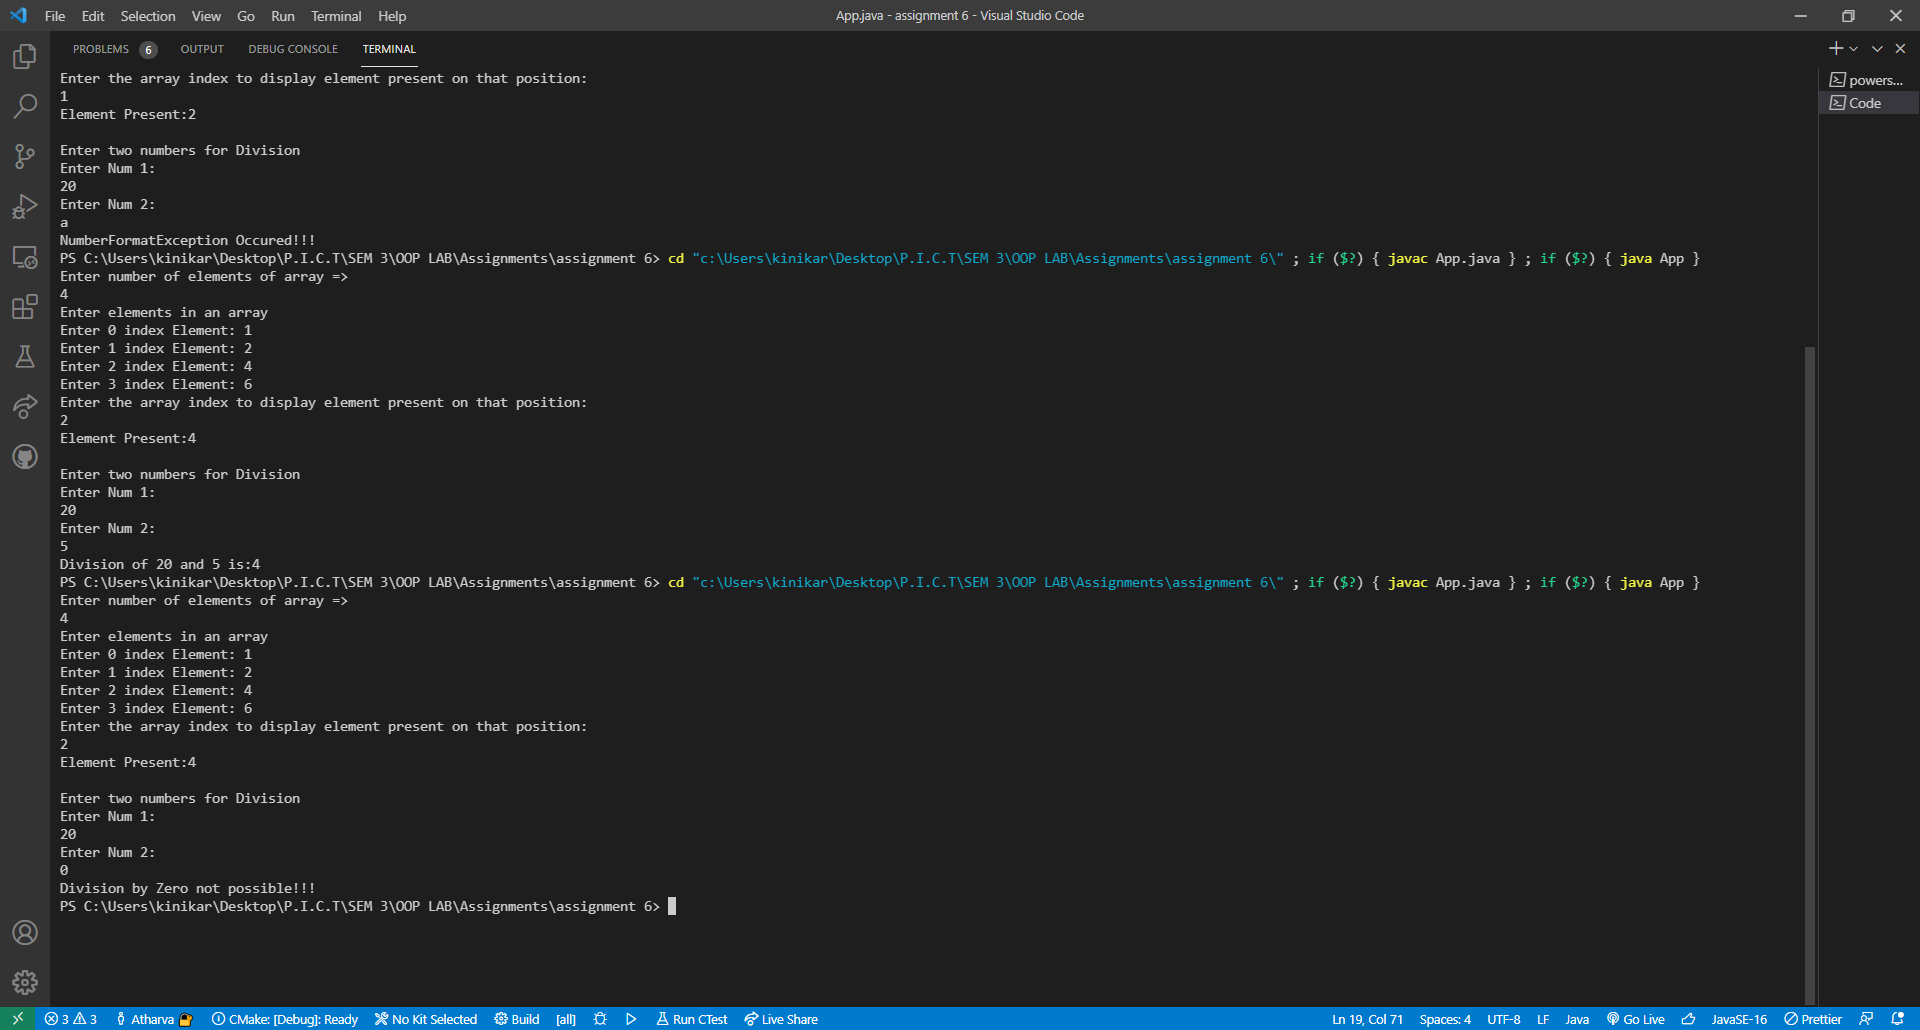 File Edit Selection View Go Run Terminal Help
App.java - assignment 6 - Visual Studio Code
PROBLEMS 6 OUTPUT DEBUG CONSOLE TERMINAL
Enter the array index to display element present on that position:
1
Element Present:2
Enter two numbers for Division
Enter Num 1:
20
Enter Num 2:
a
NumberFormatException Occured!!!
PS C:\Users\kinikar\Desktop\P.I.C.T\SEM 3\OOP LAB\Assignments\assignment 6> cd "c:\Users\kinikar\Desktop\P.I.C.T\SEM 3\OOP LAB\Assignments\assignment 6\" ; if ($?) { javac App.java } ; if ($?) { java App }
Enter number of elements of array =>
4
Enter elements in an array
Enter 0 index Element: 1
Enter 1 index Element: 2
Enter 2 index Element: 4
Enter 3 index Element: 6
Enter the array index to display element present on that position:
2
Element Present:4
Enter two numbers for Division
Enter Num 1:
20
Enter Num 2:
5
Division of 20 and 5 is:4
PS C:\Users\kinikar\Desktop\P.I.C.T\SEM 3\OOP LAB\Assignments\assignment 6> cd "c:\Users\kinikar\Desktop\P.I.C.T\SEM 3\OOP LAB\Assignments\assignment 6\" ; if ($?) { javac App.java } ; if ($?) { java App }
Enter number of elements of array =>
4
Enter elements in an array
Enter 0 index Element: 1
Enter 1 index Element: 2
Enter 2 index Element: 4
Enter 3 index Element: 6
Enter the array index to display element present on that position:
2
Element Present:4
Enter two numbers for Division
Enter Num 1:
20
Enter Num 2:
0
Division by Zero not possible!!!
PS C:\Users\kinikar\Desktop\P.I.C.T\SEM 3\OOP LAB\Assignments\assignment 6>
powers...
Code
3 3 Atharva CMake: [Debug]: Ready No Kit Selected Build [all] Run CTest Live Share
Ln 19, Col 71 Spaces: 4 UTF-8 LF Java Go Live JavaSE-16 Prettier